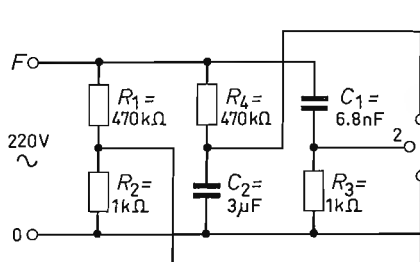 F
R1=
470kΩ
R4=
470kΩ
C1=
6.8nF
220V
~
2
R2=
1kΩ
C2=
3µF
R3=
1kΩ
0